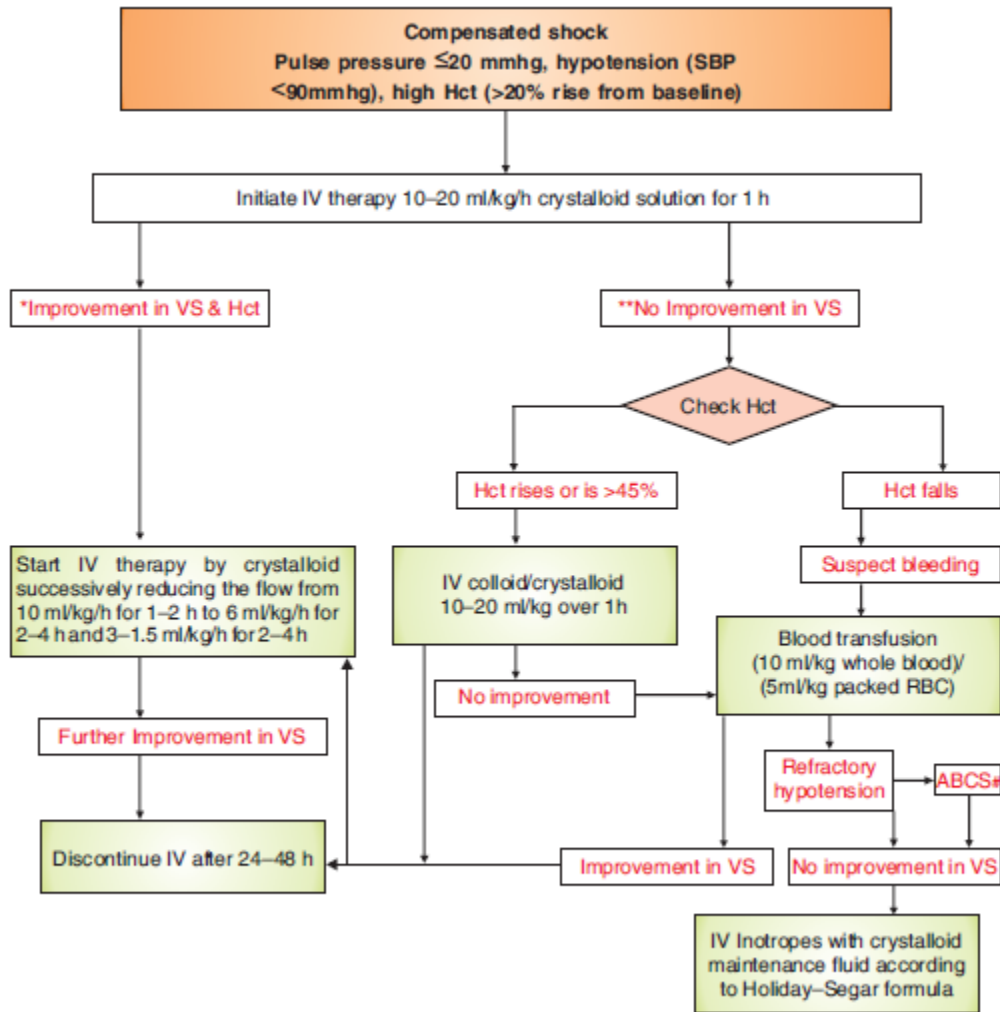 Compensated shock
Pulse pressure ≤20 mmhg, hypotension (SBP
<90mmhg), high Hct (>20% rise from baseline)
Initiate IV therapy 10–20 ml/kg/h crystalloid solution for 1 h
*Improvement in VS & Hct
**No Improvement in VS
Check Hct
Hct rises or is >45%
Hct falls
Suspect bleeding
Start IV therapy by crystalloid
successively reducing the flow from
10 ml/kg/h for 1–2 h to 6 ml/kg/h for
2–4 h and 3–1.5 ml/kg/h for 2–4 h
IV colloid/crystalloid
10–20 ml/kg over 1h
Blood transfusion
(10 ml/kg whole blood)/
(5ml/kg packed RBC)
No improvement
Further Improvement in VS
Refractory
hypotension
ABCS#
Discontinue IV after 24–48 h
Improvement in VS
No improvement in VS
IV Inotropes with crystalloid
maintenance fluid according
to Holiday–Segar formula